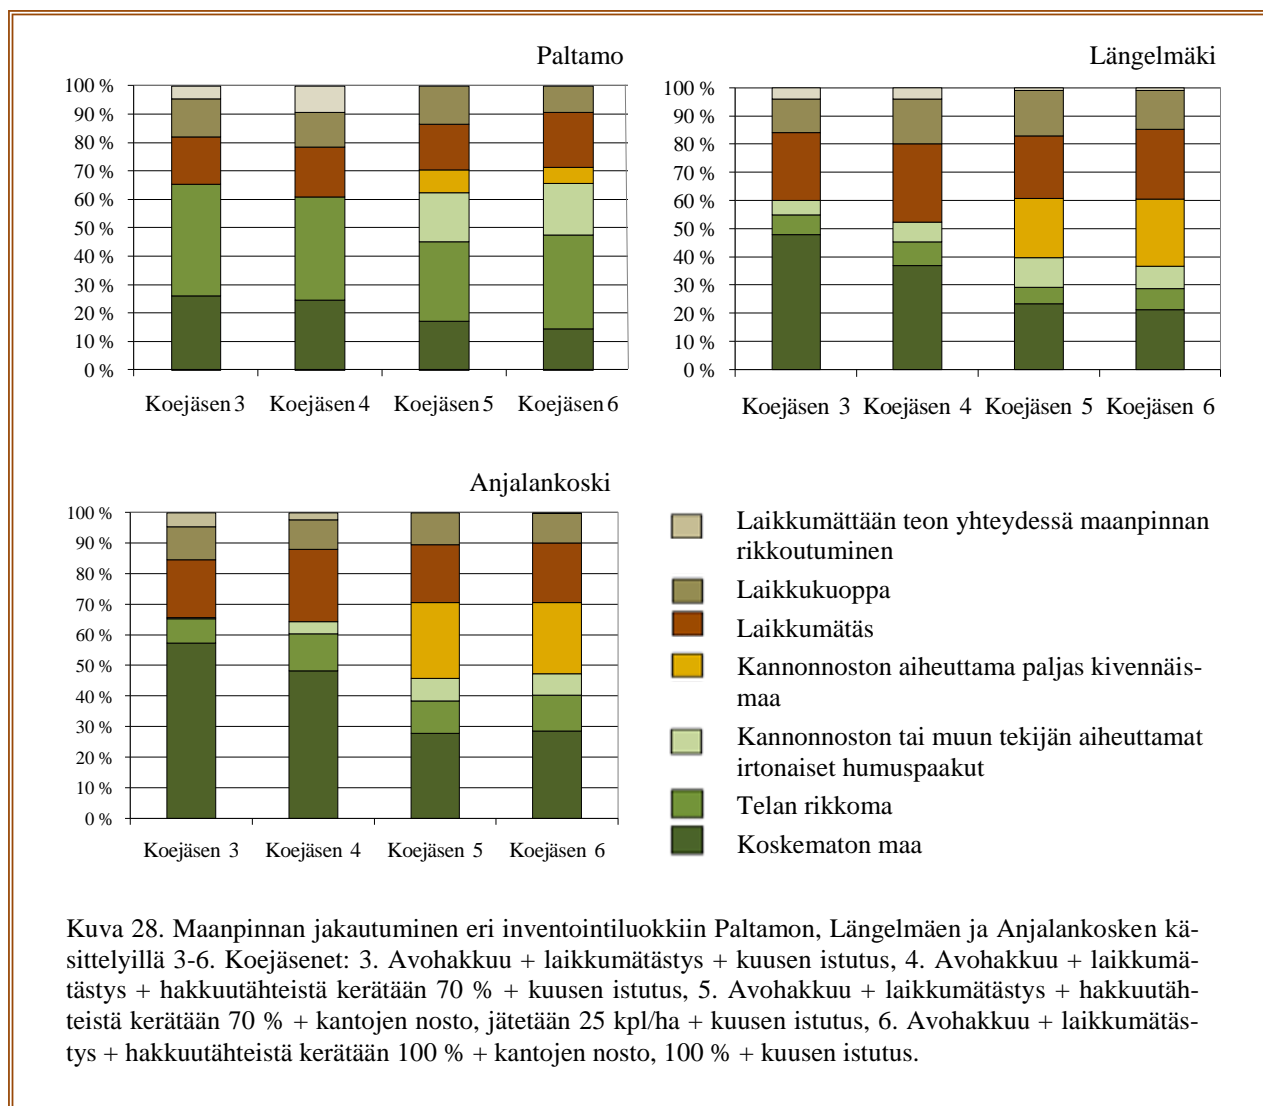 Paltamo
100 %
90 %
80 %
70 %
60 %
50 %
40 %
30 %
20 %
10 %
0 %
Koejäsen 3 Koejäsen 4 Koejäsen 5 Koejäsen 6
Längelmäki
100 %
90 %
80 %
70 %
60 %
50 %
40 %
30 %
20 %
10 %
0 %
Koejäsen 3 Koejäsen 4 Koejäsen 5 Koejäsen 6
Anjalankoski
100 %
90 %
80 %
70 %
60 %
50 %
40 %
30 %
20 %
10 %
0 %
Koejäsen 3 Koejäsen 4 Koejäsen 5 Koejäsen 6
Laikkumättään teon yhteydessä maanpinnan
rikkoutuminen
Laikkukuoppa
Laikkumätäs
Kannonnoston aiheuttama paljas kivennäis-
maa
Kannonnoston tai muun tekijän aiheuttamat
irtonaiset humuspaakut
Telan rikkoma
Koskematon maa
Kuva 28. Maanpinnan jakautuminen eri inventointiluokkiin Paltamon, Längelmäen ja Anjalankosken kä-
sittelyillä 3-6. Koejäsenet: 3. Avohakkuu + laikkumätästys + kuusen istutus, 4. Avohakkuu + laikkumä-
tästys + hakkuutähteistä kerätään 70 % + kuusen istutus, 5. Avohakkuu + laikkumätästys + hakkuutäh-
teistä kerätään 70 % + kantojen nosto, jätetään 25 kpl/ha + kuusen istutus, 6. Avohakkuu + laikkumätäs-
tys + hakkuutähteistä kerätään 100 % + kantojen nosto, 100 % + kuusen istutus.